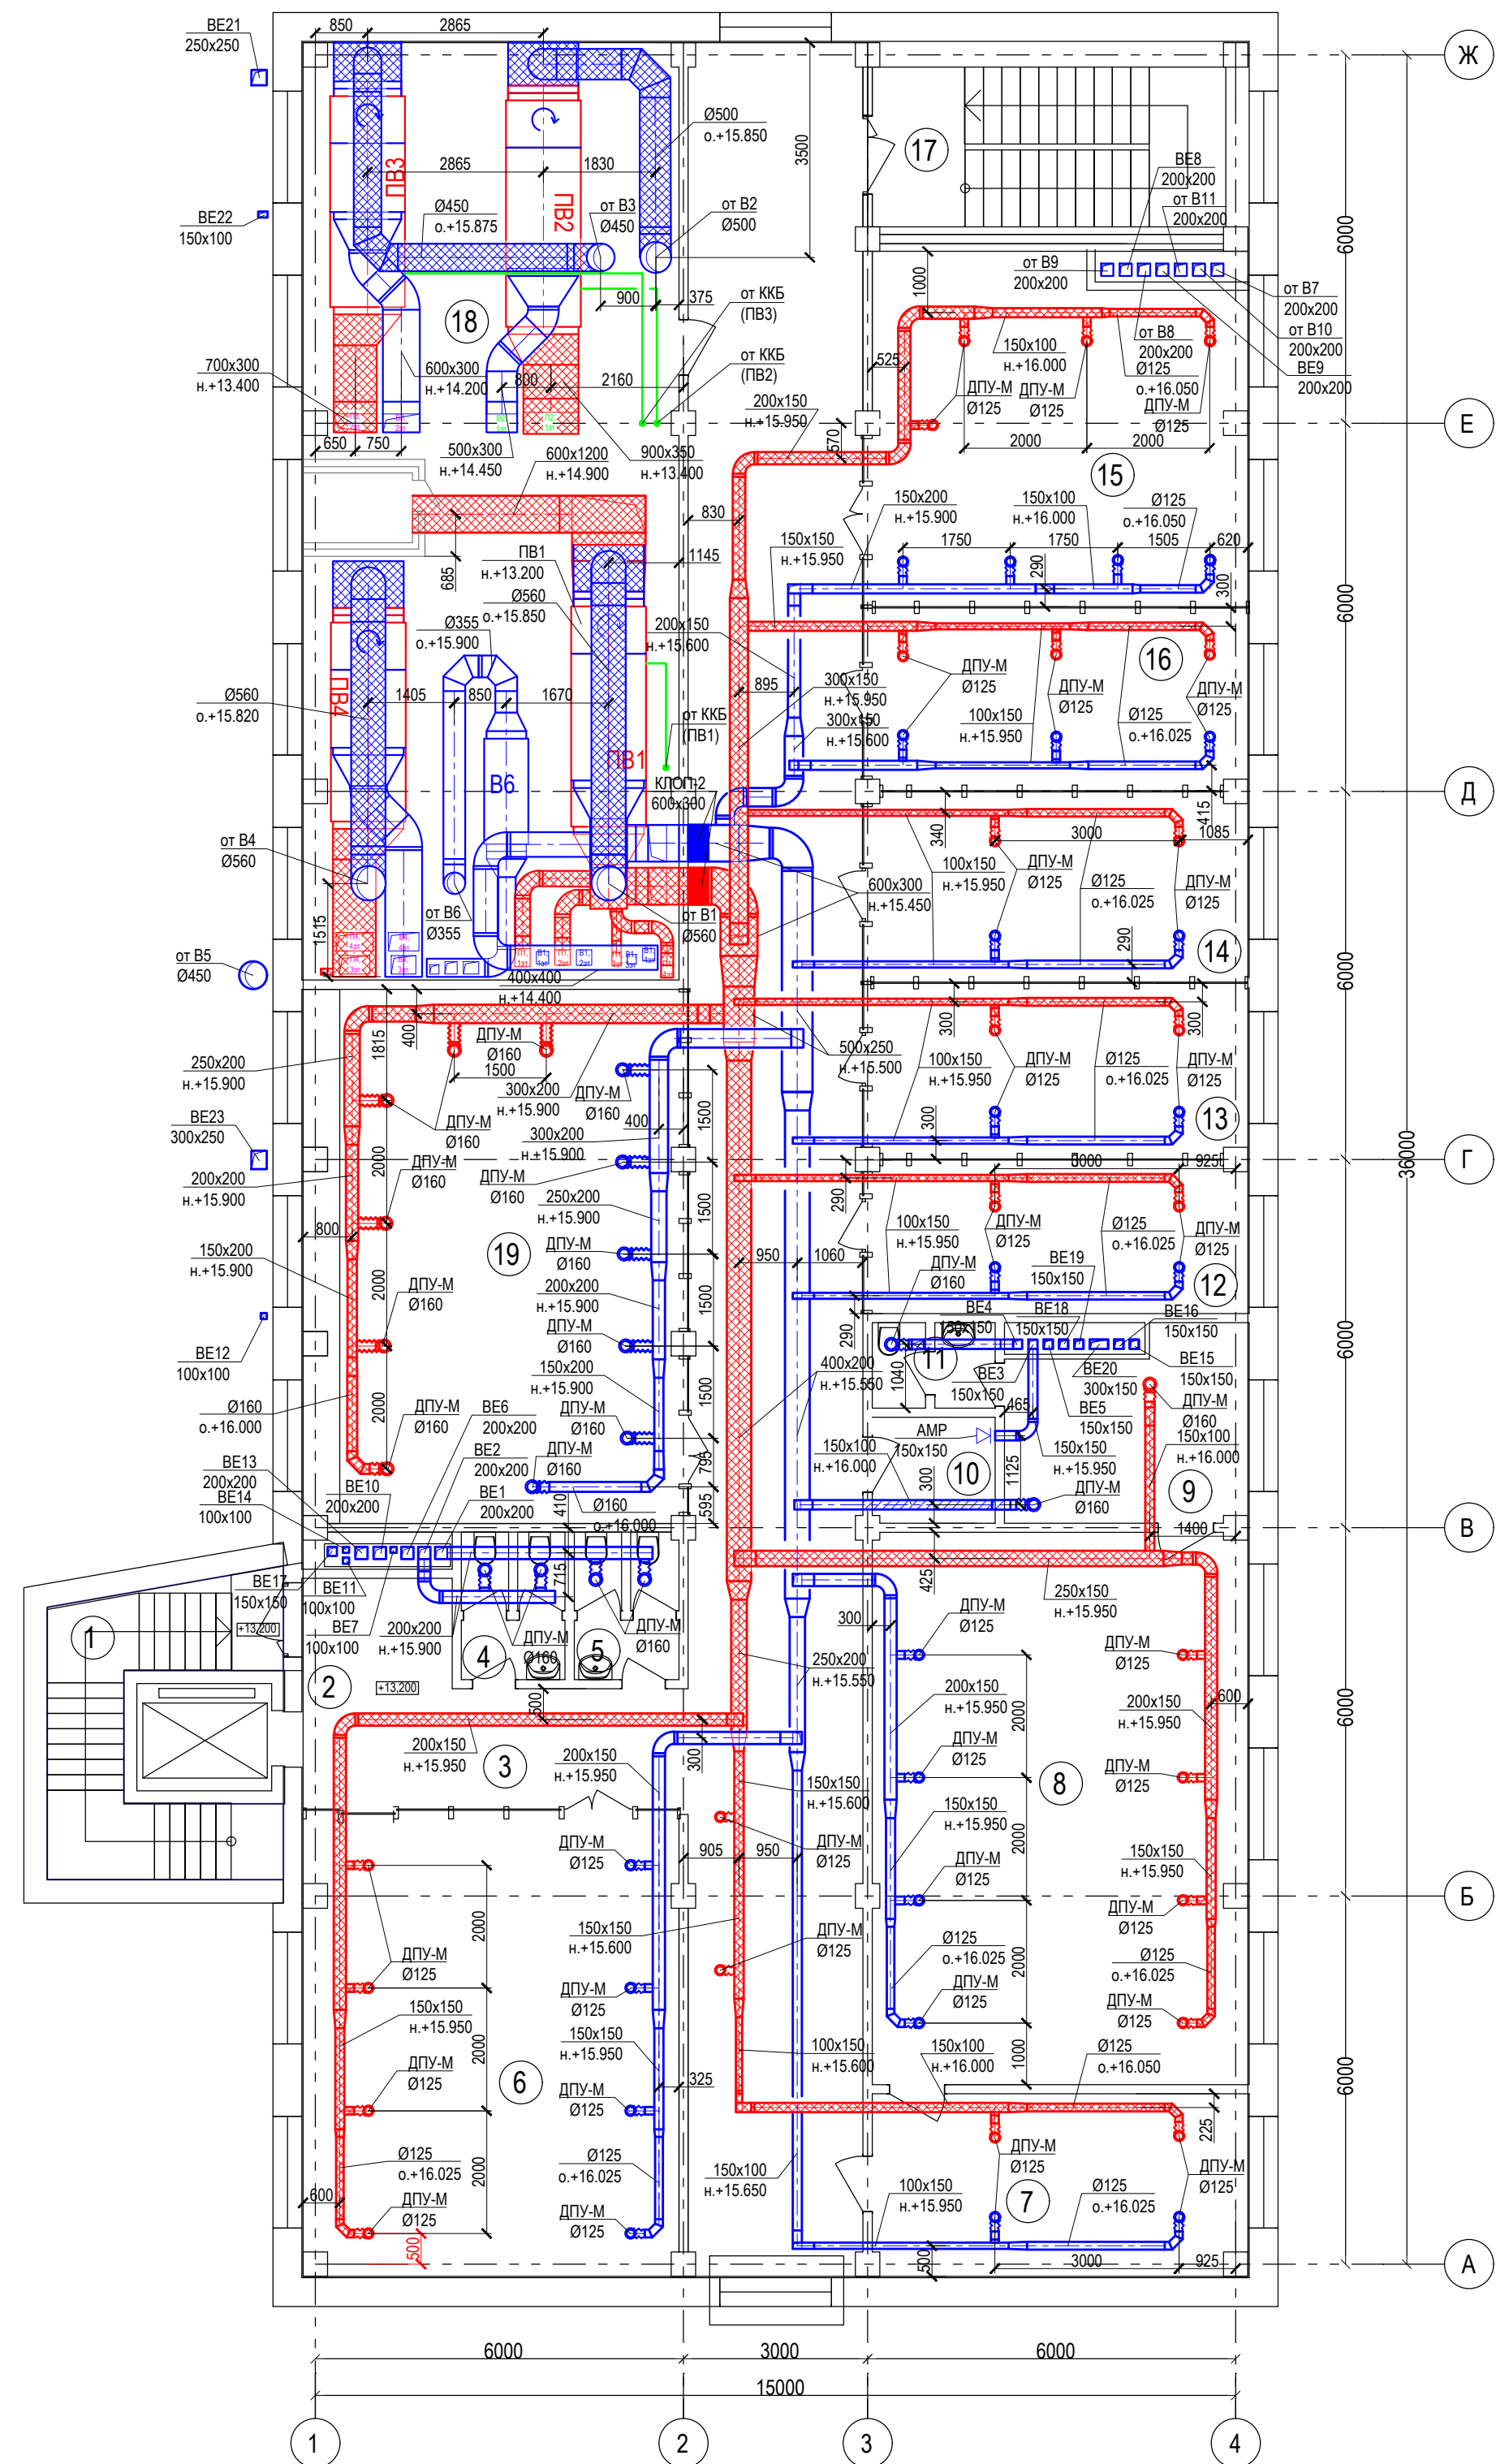 ВЕ21
250х250
850
2865
Ж
Ø500
о.+15.850
3500
17
ПВ3
2865
1830
ПВ2
ВЕ8
200х200
от В11
200х200
ВЕ22
150х100
Ø450
о.+15.875
от В3
Ø450
от В2
Ø500
6000
от В9
200х200
1000
от В7
200х200
от В8
200х200
от В10
200х200
ВЕ9
200х200
900
375
от ККБ
(ПВ3)
18
700х300
н.+13.400
600х300
н.+14.200
800
2160
от ККБ
(ПВ2)
525
150х100
н.+16.000
Ø125
о.+16.050
ДПУ-М
Ø125
ДПУ-М
Ø125
ДПУ-М
Ø125
200х150
н.+15.950
Е
650
750
500х300
н.+14.450
600х1200
н.+14.900
900х350
н.+13.400
570
2000
2000
15
830
150х200
н.+15.900
150х100
н.+16.000
Ø125
о.+16.050
685
ПВ1
н.+13.200
1145
150х150
н.+15.950
1750
1750
1505
620
290
300
6000
Ø560
о.+15.850
Ø355
о.+15.900
200х150
н.+15.600
16
Ø560
о.+15.820
ПВ4
1405
850
1670
895
300х150
н.+15.950
300х150
н.+15.600
ДПУ-М
Ø125
ДПУ-М
Ø125
ДПУ-М
Ø125
100х150
н.+15.950
Ø125
о.+16.025
от ККБ
(ПВ1)
В6
ПВ1
КЛОП-2
600х300
Д
415
340
3000
1085
от В4
Ø560
100х150
н.+15.950
ДПУ-М
Ø125
Ø125
о.+16.025
ДПУ-М
Ø125
600х300
н.+15.450
1515
от В6
Ø355
от В1
Ø560
от В5
Ø450
400х400
н.+14.400
290
14
6000
36000
1815
400
ДПУ-М
Ø160
1500
300
300
250х200
н.+15.900
300х200
н.+15.900
ДПУ-М
Ø160
500х250
н.+15.500
100х150
н.+15.950
ДПУ-М
Ø125
Ø125
о.+16.025
ДПУ-М
Ø125
ВЕ23
300х250
ДПУ-М
Ø160
300х200
н.+15.900
400
1500
300
13
2000
200х200
н.+15.900
ДПУ-М
Ø160
ДПУ-М
Ø160
Г
3000
925
290
800
19
250х200
н.+15.900
1500
150х200
н.+15.900
ДПУ-М
Ø160
950
1060
100х150
н.+15.950
ДПУ-М
Ø125
Ø125
о.+16.025
ДПУ-М
Ø125
2000
ДПУ-М
Ø160
200х200
н.+15.900
1500
ДПУ-М
Ø160
ВЕ19
150х150
12
6000
ВЕ12
100х100
ДПУ-М
Ø160
290
ВЕ4
150х150
ВЕ18
150х150
ВЕ16
150х150
11
ВЕ15
150х150
150х200
н.+15.900
400х200
н.+15.550
1040
ВЕ3
150х150
ВЕ20
300х150
Ø160
о.+16.000
2000
ДПУ-М
Ø160
ВЕ6
200х200
ВЕ2
200х200
ДПУ-М
Ø160
1500
465
ВЕ5
150х150
ДПУ-М
Ø160
АМР
150х150
150х150
н.+15.950
150х100
н.+16.000
ВЕ13
200х200
ВЕ14
100х100
ВЕ10
200х200
ВЕ1
200х200
ДПУ-М
Ø160
795
150х100
н.+16.000
10
300
1125
ДПУ-М
Ø160
9
595
410
Ø160
о.+16.000
1400
В
ВЕ17
150х150
ВЕ11
100х100
715
425
250х150
н.+15.950
ВЕ7
100х100
200х200
н.+15.900
ДПУ-М
Ø160
ДПУ-М
Ø160
300
ДПУ-М
Ø125
ДПУ-М
Ø125
1
+13,200
4
5
2
+13,200
500
250х200
н.+15.550
200х150
н.+15.950
2000
200х150
н.+15.950
600
6000
200х150
н.+15.950
3
200х150
н.+15.950
300
ДПУ-М
Ø125
ДПУ-М
Ø125
8
150х150
н.+15.600
150х150
н.+15.950
2000
150х150
н.+15.950
ДПУ-М
Ø125
905
950
ДПУ-М
Ø125
ДПУ-М
Ø125
Б
ДПУ-М
Ø125
2000
150х150
н.+15.600
ДПУ-М
Ø125
ДПУ-М
Ø125
Ø125
о.+16.025
2000
Ø125
о.+16.025
ДПУ-М
Ø125
ДПУ-М
Ø125
ДПУ-М
Ø125
150х150
н.+15.950
150х150
н.+15.950
100х150
н.+15.600
150х100
н.+16.000
1000
Ø125
о.+16.050
6000
2000
ДПУ-М
Ø125
6
325
ДПУ-М
Ø125
225
Ø125
о.+16.025
2000
Ø125
о.+16.025
150х100
н.+15.650
ДПУ-М
Ø125
ДПУ-М
Ø125
600
ДПУ-М
Ø125
ДПУ-М
Ø125
100х150
н.+15.950
7
Ø125
о.+16.025
500
500
3000
925
А
6000
3000
6000
15000
1
2
3
4